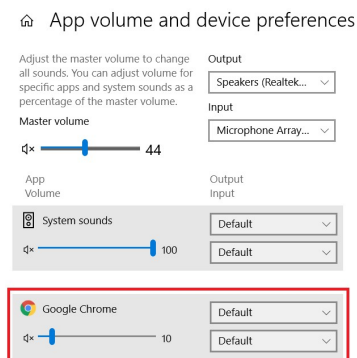 App volume and device preferences
Adjust the master volume to change
all sounds. You can adjust volume for
specific apps and system sounds as a
percentage of the master volume.
Master volume
44
Output
Speakers (Realtek...
Input
Microphone Array...
App
Volume
Output
Input
System sounds
100
Default
Default
Google Chrome
10
Default
Default